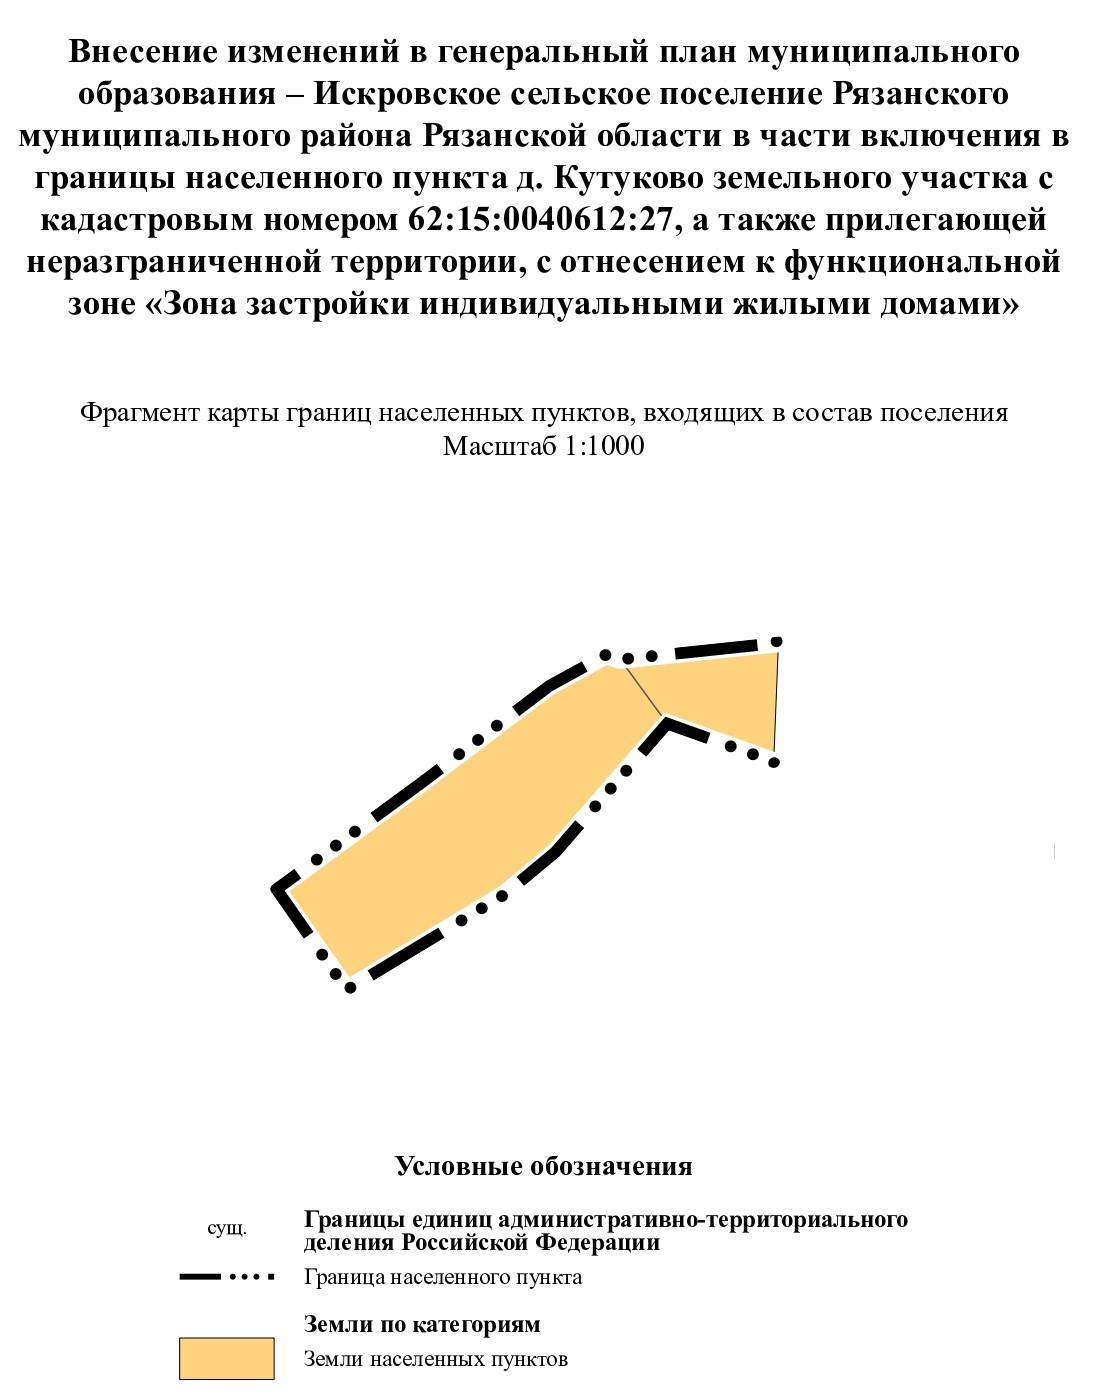 Внесение изменений в генеральный план муниципального
образования – Искровское сельское поселение Рязанского
муниципального района Рязанской области в части включения в
границы населенного пункта д. Кутуково земельного участка с
кадастровым номером 62:15:0040612:27, а также прилегающей
неразграниченной территории, с отнесением к функциональной
зоне «Зона застройки индивидуальными жилыми домами»
Фрагмент карты границ населенных пунктов, входящих в состав поселения
Масштаб 1:1000
Условные обозначения
сущ.
Границы единиц административно-территориального
деления Российской Федерации
Граница населенного пункта
Земли по категориям
Земли населенных пунктов